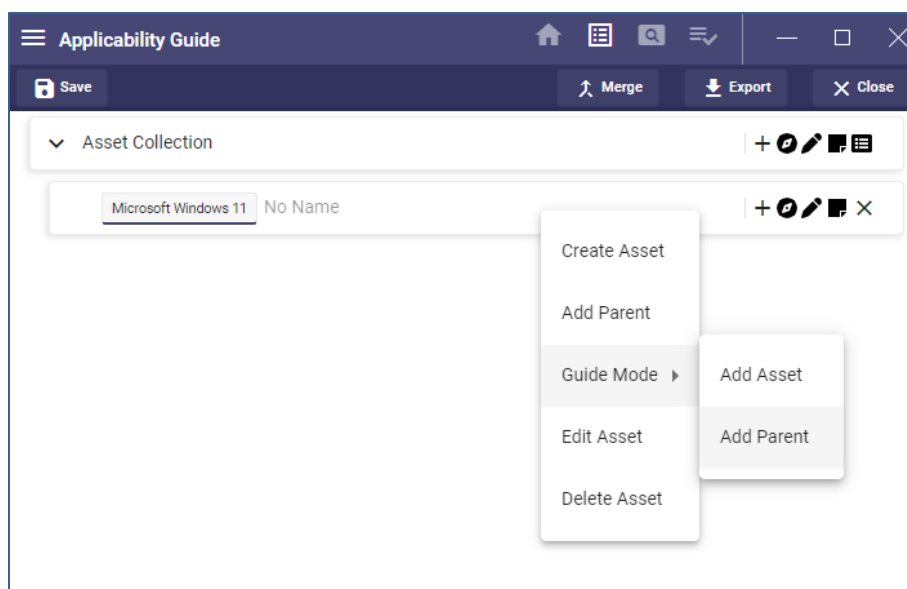 Applicability Guide
Save
Merge
Export
Close
Asset Collection
Microsoft Windows 11 No Name
Create Asset
Add Parent
Guide Mode
Add Asset
Add Parent
Edit Asset
Delete Asset